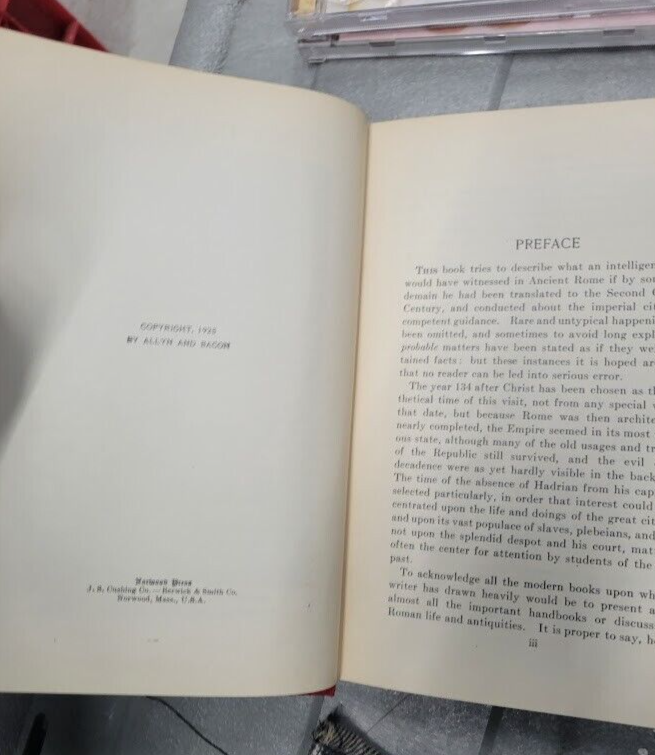 COPYRIGHT, 1925
BY ALLYN AND BACON
Norwood Press
J. S. Cushing Co. — Berwick & Smith Co.
Norwood, Mass., U.S.A.
PREFACE
This book tries to describe what an intelligen
would have witnessed in Ancient Rome if by so
demain he had been translated to the Second C
Century, and conducted about the imperial cit
competent guidance. Rare and untypical happeni
been omitted, and sometimes to avoid long expl
probable matters have been stated as if they we
tained facts: but these instances it is hoped ar
that no reader can be led into serious error.
The year 134 after Christ has been chosen as th
thetical time of this visit, not from any special
that date, but because Rome was then archite
nearly completed, the Empire seemed in its most
ous state, although many of the old usages and tr
of the Republic still survived, and the evil
decadence were as yet hardly visible in the back
The time of the absence of Hadrian from his cap
selected particularly, in order that interest could
centrated upon the life and doings of the great cit
and upon its vast populace of slaves, plebeians, and
not upon the splendid despot and his court, mat
often the center for attention by students of the
past.
To acknowledge all the modern books upon wh
writer has drawn heavily would be to present a
almost all the important handbooks or discuss
Roman life and antiquities. It is proper to say, h
iii